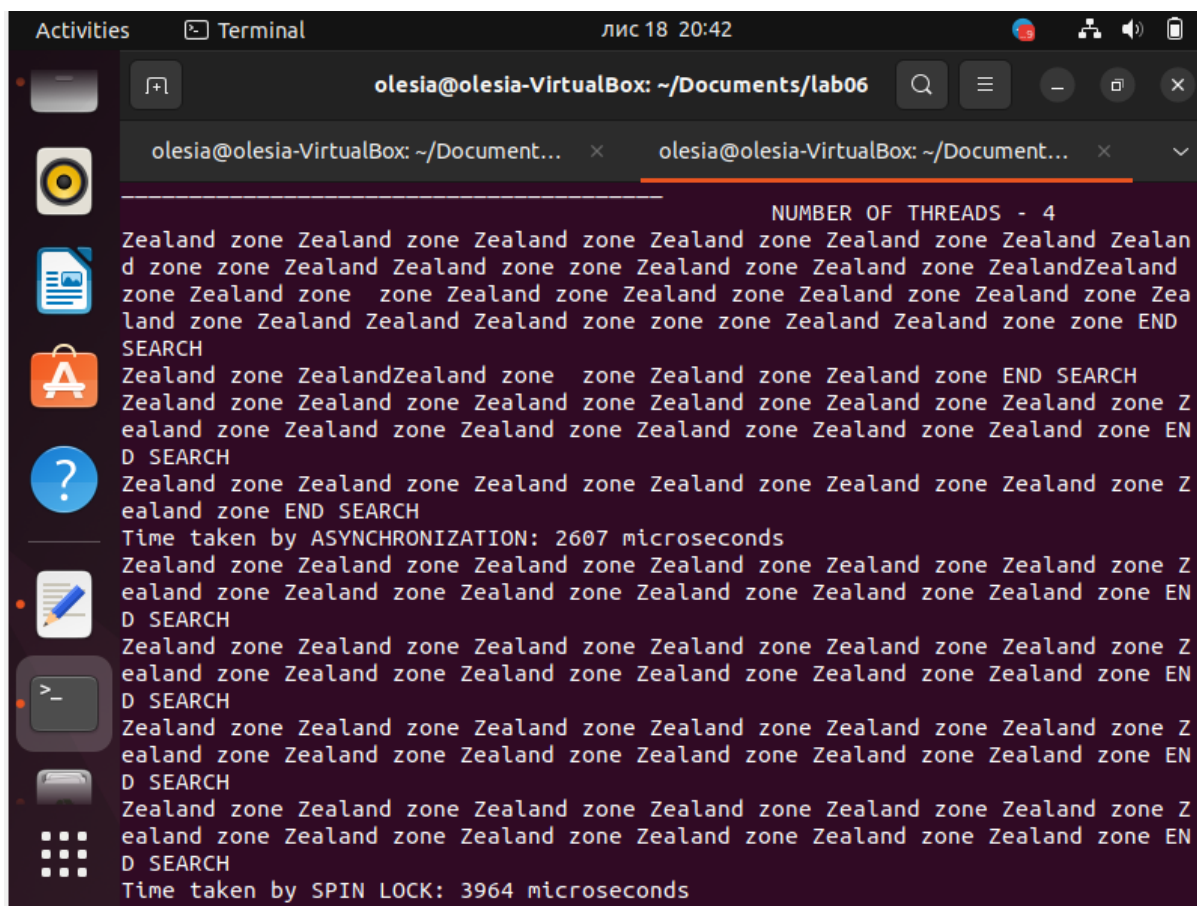 Activities Terminal лис 18 20:42
olesia@olesia-VirtualBox: ~/Documents/lab06
olesia@olesia-VirtualBox: ~/Document... × olesia@olesia-VirtualBox: ~/Document... ×
NUMBER OF THREADS - 4
Zealand zone Zealand zone Zealand zone Zealand zone Zealand zone Zealand Zealan
d zone zone Zealand Zealand zone zone Zealand zone Zealand zone ZealandZealand
zone Zealand zone  zone Zealand zone Zealand zone Zealand zone Zealand zone Zea
land zone Zealand Zealand Zealand zone zone zone Zealand Zealand zone zone END
SEARCH
Zealand zone ZealandZealand zone  zone Zealand zone Zealand zone END SEARCH
Zealand zone Zealand zone Zealand zone Zealand zone Zealand zone Zealand zone Z
ealand zone Zealand zone Zealand zone Zealand zone Zealand zone Zealand zone EN
D SEARCH
Zealand zone Zealand zone Zealand zone Zealand zone Zealand zone Zealand zone Z
ealand zone END SEARCH
Time taken by ASYNCHRONIZATION: 2607 microseconds
Zealand zone Zealand zone Zealand zone Zealand zone Zealand zone Zealand zone Z
ealand zone Zealand zone Zealand zone Zealand zone Zealand zone Zealand zone EN
D SEARCH
Zealand zone Zealand zone Zealand zone Zealand zone Zealand zone Zealand zone Z
ealand zone Zealand zone Zealand zone Zealand zone Zealand zone Zealand zone EN
D SEARCH
Zealand zone Zealand zone Zealand zone Zealand zone Zealand zone Zealand zone Z
ealand zone Zealand zone Zealand zone Zealand zone Zealand zone Zealand zone EN
D SEARCH
Zealand zone Zealand zone Zealand zone Zealand zone Zealand zone Zealand zone Z
ealand zone Zealand zone Zealand zone Zealand zone Zealand zone Zealand zone EN
D SEARCH
Time taken by SPIN LOCK: 3964 microseconds